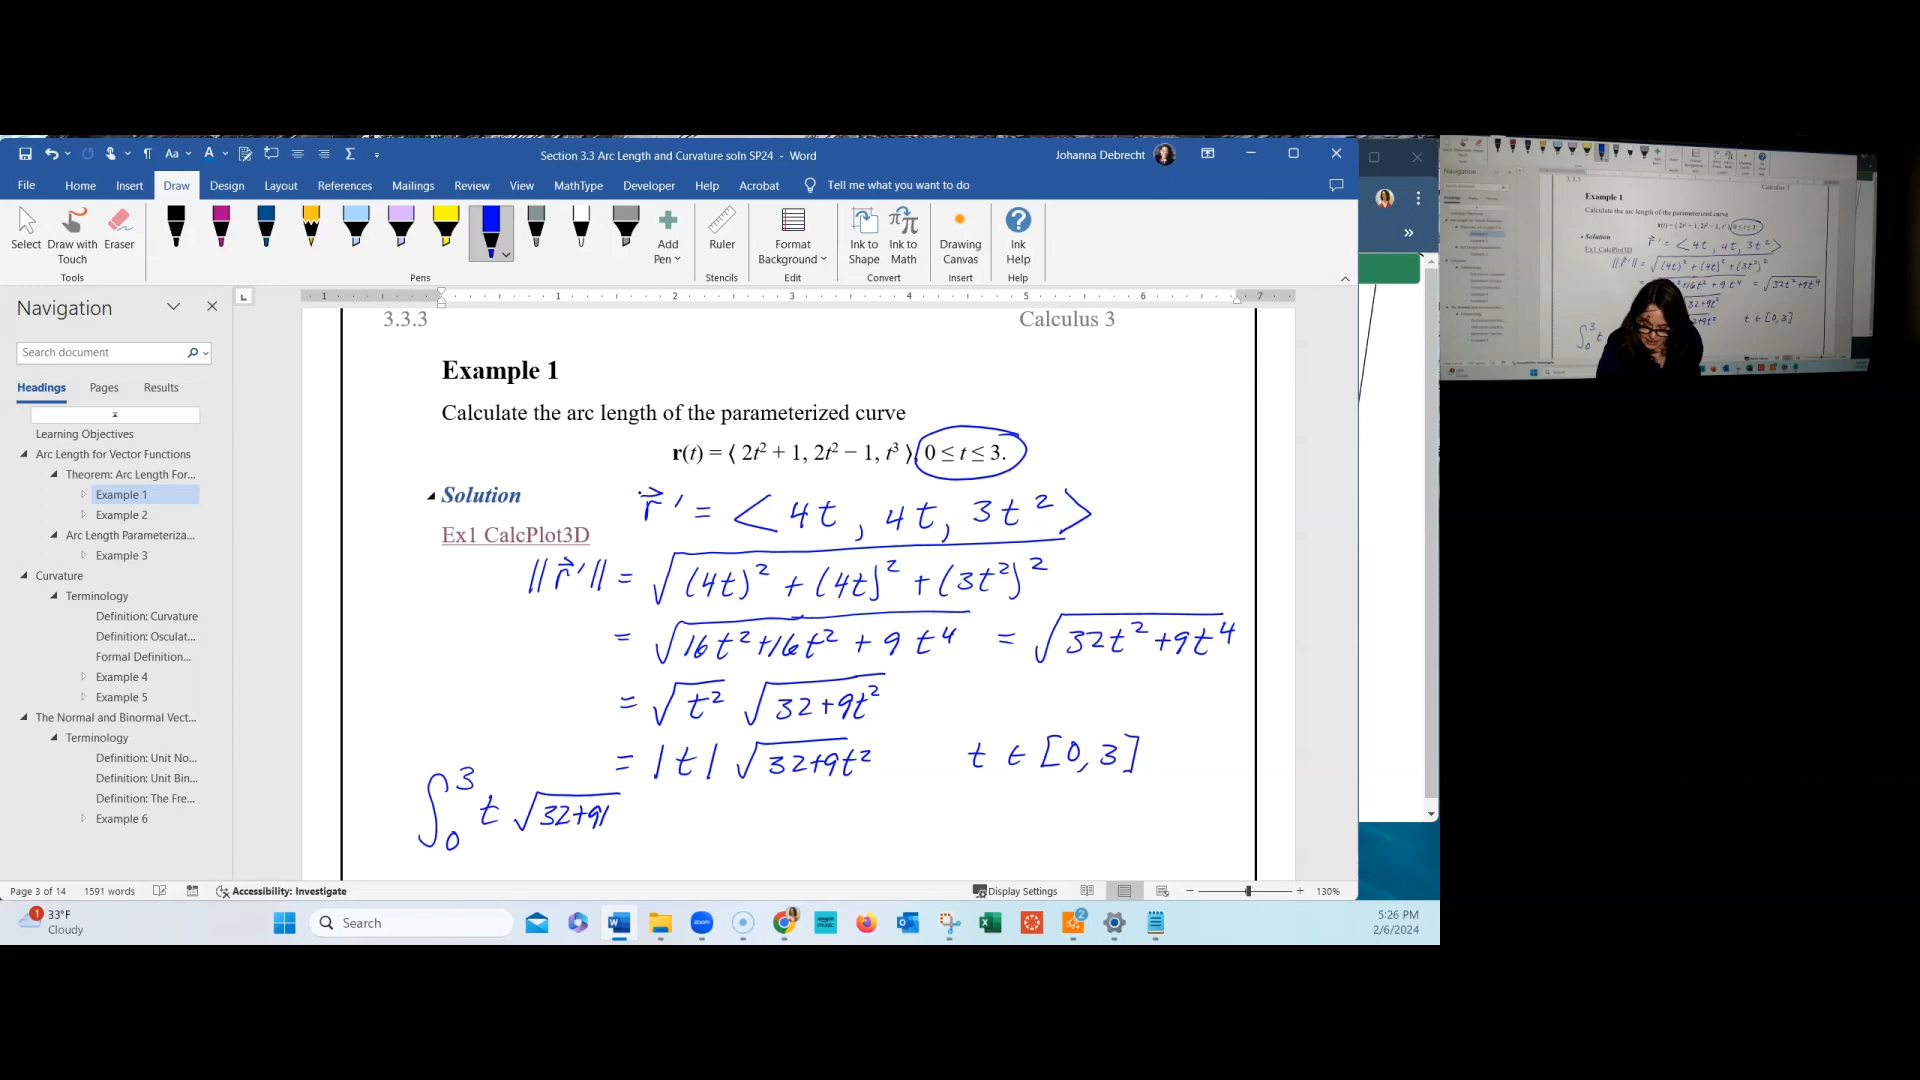 Section 3.3 Arc Length and Curvature soln SP24 - Word
Johanna Debrecht
File Home Insert Draw Design Layout References Mailings Review View MathType Developer Help Acrobat Tell me what you want to do
Select
Draw with Touch
Eraser
Add Pen
Ruler
Format Background
Ink to Shape
Ink to Math
Drawing Canvas
Ink Help
Tools
Pens
Stencils
Edit
Convert
Insert
Help
Navigation
Search document
Headings Pages Results
Learning Objectives
Arc Length for Vector Functions
Theorem: Arc Length For...
Example 1
Example 2
Arc Length Parameteriza...
Example 3
Curvature
Terminology
Definition: Curvature
Definition: Osculat...
Formal Definition...
Example 4
Example 5
The Normal and Binormal Vect...
Terminology
Definition: Unit No...
Definition: Unit Bin...
Definition: The Fre...
Example 6
3.3.3 Calculus 3
Example 1
Calculate the arc length of the parameterized curve
r(t) = ⟨ 2t² + 1, 2t² − 1, t³ ⟩, 0 ≤ t ≤ 3.
Solution
r⃗ ′ = < 4t, 4t, 3t² >
Ex1 CalcPlot3D
||r⃗ ′|| = √((4t)² + (4t)² + (3t²)²)
= √(16t² + 16t² + 9t⁴) = √(32t² + 9t⁴)
= √(t²) √(32+9t²)
= |t| √(32+9t²) t ∈ [0,3]
∫₀³ t √(32+9
Page 3 of 14 1591 words Accessibility: Investigate Display Settings 130%
33°F
Cloudy
Search
5:26 PM
2/6/2024